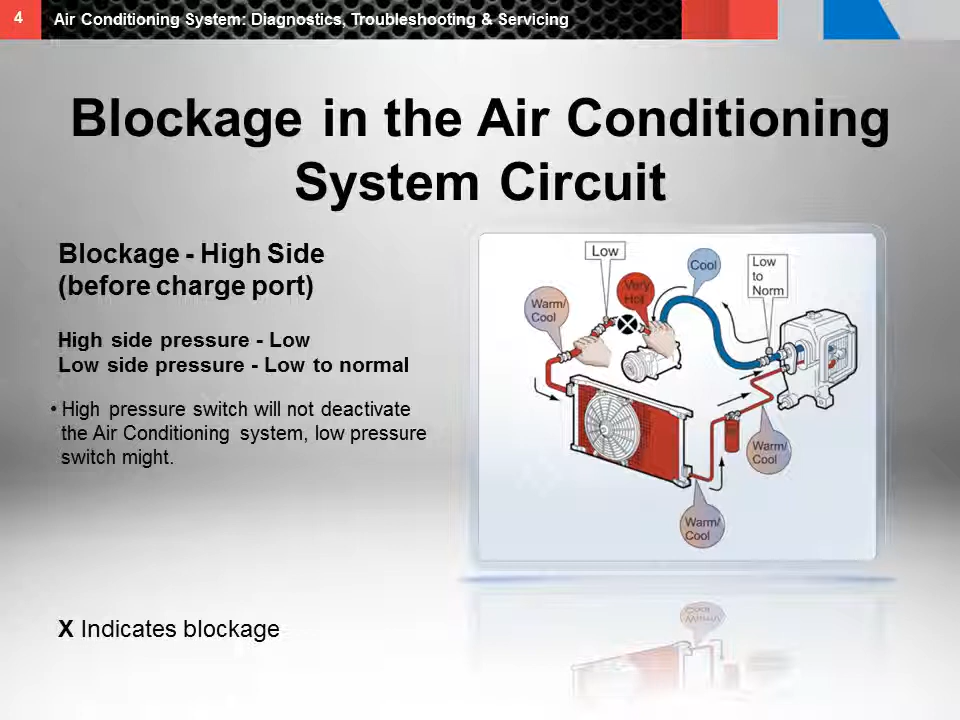 4
Air Conditioning System: Diagnostics, Troubleshooting & Servicing
Blockage in the Air Conditioning
System Circuit
Blockage - High Side
(before charge port)
High side pressure - Low
Low side pressure - Low to normal
• High pressure switch will not deactivate
the Air Conditioning system, low pressure
switch might.
X Indicates blockage
Low
Very
Hot
Cool
Low
to
Norm
Warm/
Cool
Warm/
Cool
Warm/
Cool